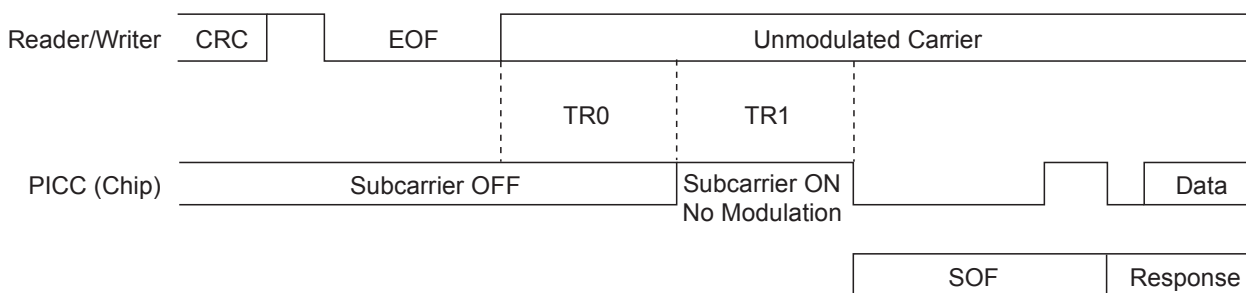 Reader/Writer CRC EOF Unmodulated Carrier
TR0 TR1
PICC (Chip) Subcarrier OFF Subcarrier ON No Modulation Data
SOF Response